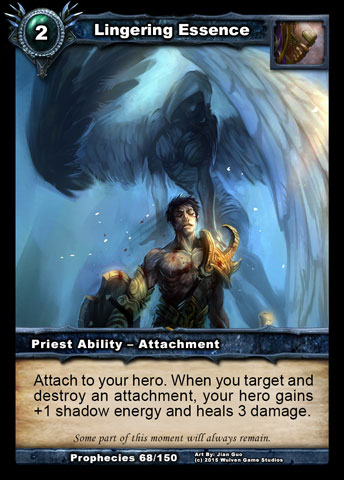 2
Lingering Essence
Priest Ability – Attachment
Attach to your hero. When you target and
destroy an attachment, your hero gains
+1 shadow energy and heals 3 damage.
Some part of this moment will always remain.
Prophecies 68/150
Art By: Jian Guo
(c) 2015 Wulven Game Studios